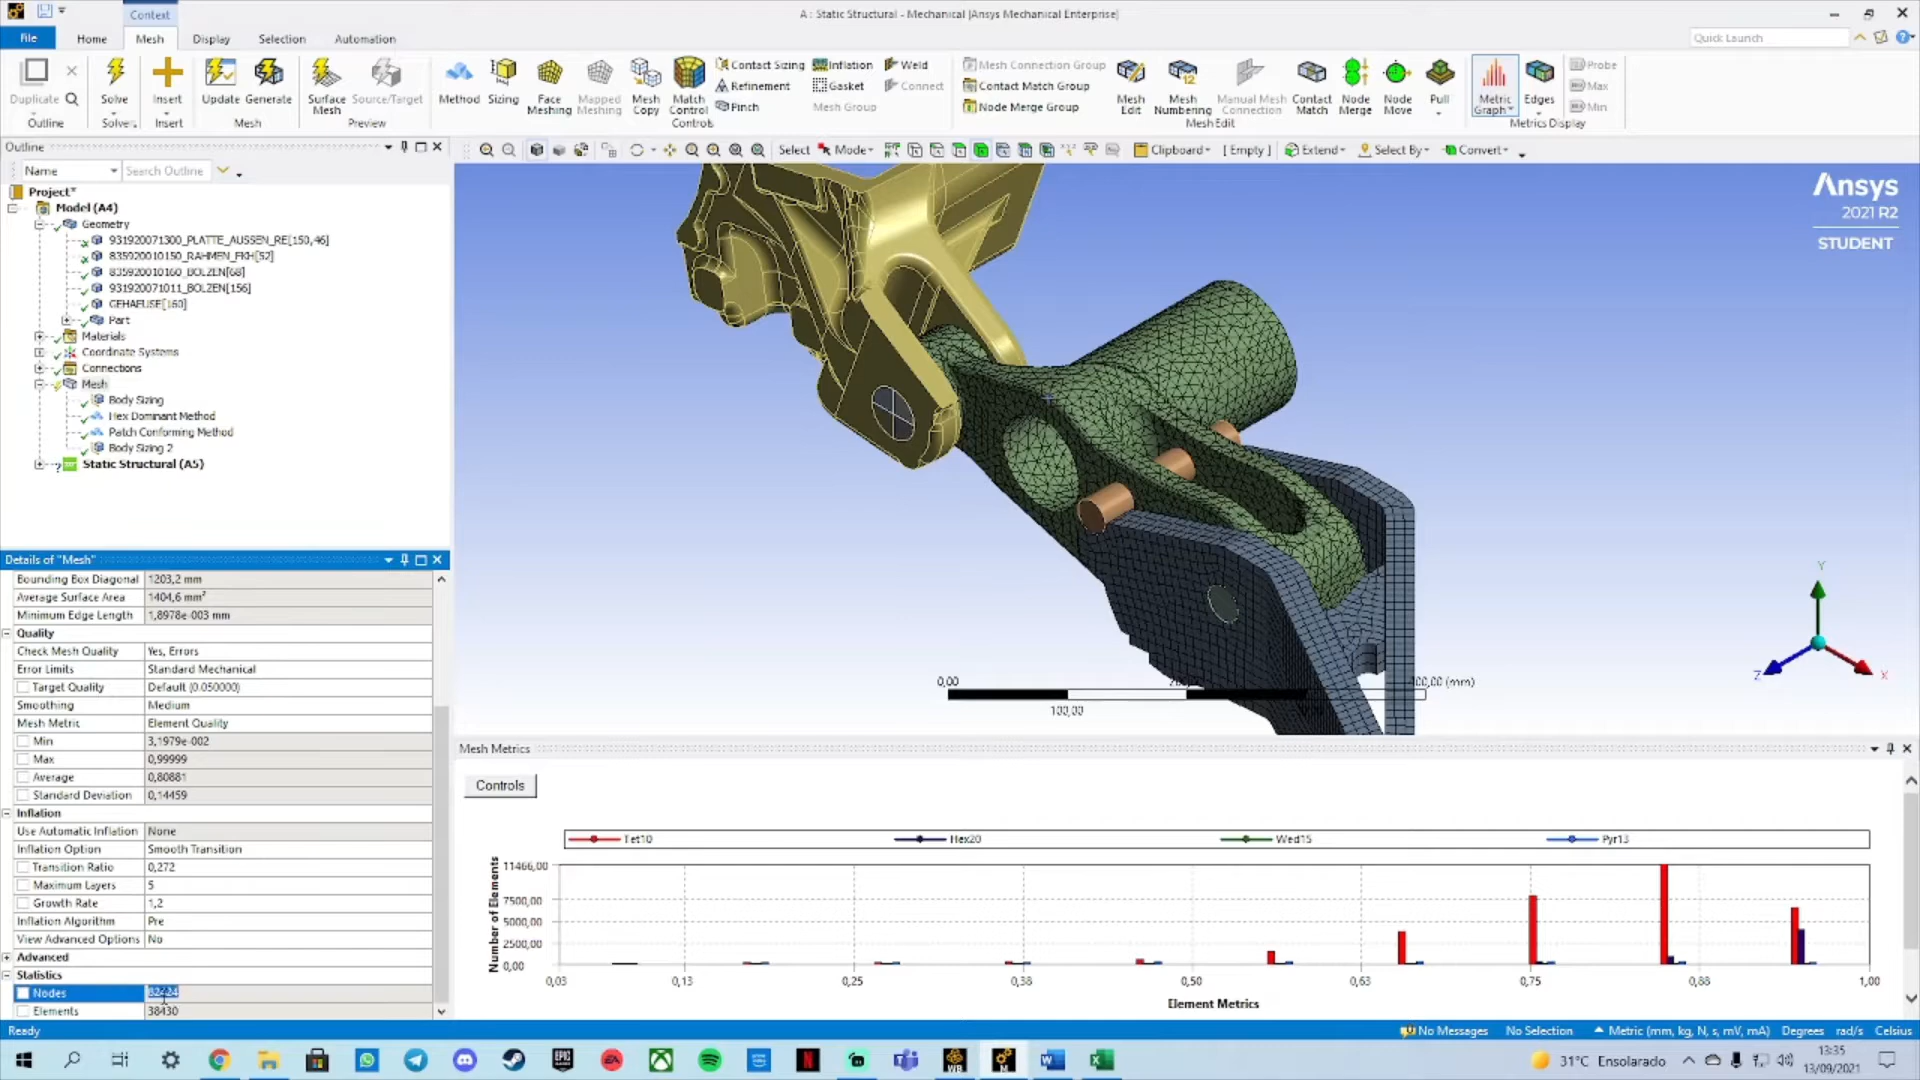 Context
A : Static Structural - Mechanical [Ansys Mechanical Enterprise]
File Home Mesh Display Selection Automation
Quick Launch
Duplicate Solve Insert Update Generate Surface Mesh Source/Target Method Sizing Face Meshing Mapped Meshing Mesh Copy Match Control
Contact Sizing Inflation Weld
Refinement Gasket Connect
Pinch Mesh Group
Mesh Connection Group
Contact Match Group
Node Merge Group
Mesh Edit Mesh Numbering Manual Mesh Connection Contact Match Node Merge Node Move Pull Metric Graph Edges
Probe
Max
Min
Outline Solve Insert Mesh Preview Controls Mesh Edit Metrics Display
Outline
Name Search Outline
Select Mode Clipboard [ Empty ] Extend Select By Convert
Project*
Model (A4)
Geometry
931920071300_PLATTE_AUSSEN_RE[150,46]
835920010150_RAHMEN_FKH[52]
835920010160_BOLZEN[68]
931920071011_BOLZEN[156]
GEHAEUSE[160]
Part
Materials
Coordinate Systems
Connections
Mesh
Body Sizing
Hex Dominant Method
Patch Conforming Method
Body Sizing 2
Static Structural (A5)
Ansys
2021 R2
STUDENT
Y
Z
X
0,00 100,00 (mm)
100,00
Details of "Mesh"
Bounding Box Diagonal 1203,2 mm
Average Surface Area 1404,6 mm²
Minimum Edge Length 1,8978e-003 mm
Quality
Check Mesh Quality Yes, Errors
Error Limits Standard Mechanical
Target Quality Default (0.050000)
Smoothing Medium
Mesh Metric Element Quality
Min 3,1979e-002
Max 0,99999
Average 0,80881
Standard Deviation 0,14459
Inflation
Use Automatic Inflation None
Inflation Option Smooth Transition
Transition Ratio 0,272
Maximum Layers 5
Growth Rate 1,2
Inflation Algorithm Pre
View Advanced Options No
Advanced
Statistics
Nodes
Elements 38430
Mesh Metrics
Controls
Tet10 Hex20 Wed15 Pyr13
Number of Elements
11466,00
7500,00
5000,00
2500,00
0,00
0,03 0,13 0,25 0,38 0,50 0,63 0,75 0,88 1,00
Element Metrics
Ready
No Messages No Selection Metric (mm, kg, N, s, mV, mA) Degrees rad/s Celsius
31°C Ensolarado
13:35
13/09/2021